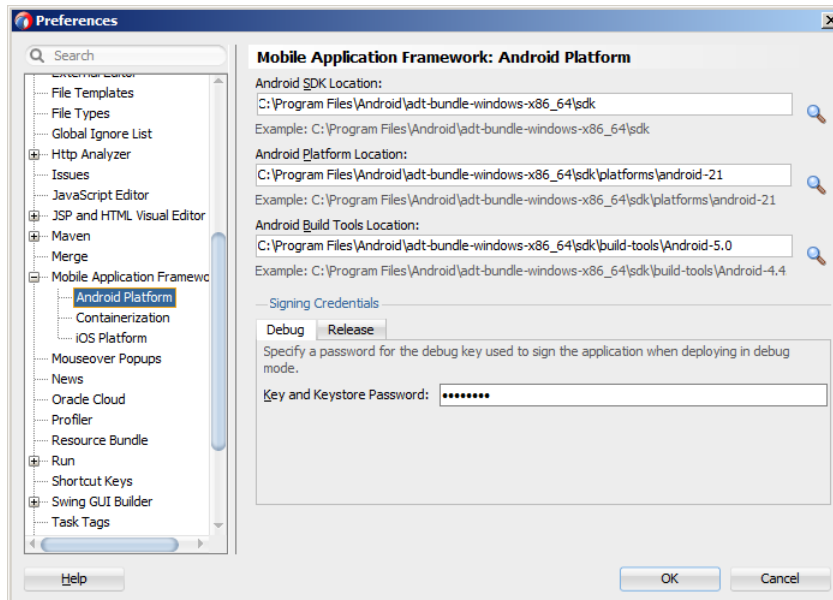 Preferences
Search
External Editor
File Templates
File Types
Global Ignore List
Http Analyzer
Issues
JavaScript Editor
JSP and HTML Visual Editor
Maven
Merge
Mobile Application Framewo
Android Platform
Containerization
iOS Platform
Mouseover Popups
News
Oracle Cloud
Profiler
Resource Bundle
Run
Shortcut Keys
Swing GUI Builder
Task Tags
Mobile Application Framework: Android Platform
Android SDK Location:
C:\Program Files\Android\adt-bundle-windows-x86_64\sdk
Example: C:\Program Files\Android\adt-bundle-windows-x86_64\sdk
Android Platform Location:
C:\Program Files\Android\adt-bundle-windows-x86_64\sdk\platforms\android-21
Example: C:\Program Files\Android\adt-bundle-windows-x86_64\sdk\platforms\android-21
Android Build Tools Location:
C:\Program Files\Android\adt-bundle-windows-x86_64\sdk\build-tools\Android-5.0
Example: C:\Program Files\Android\adt-bundle-windows-x86_64\sdk\build-tools\Android-4.4
Signing Credentials
Debug Release
Specify a password for the debug key used to sign the application when deploying in debug
mode.
Key and Keystore Password: ••••••••
Help OK Cancel